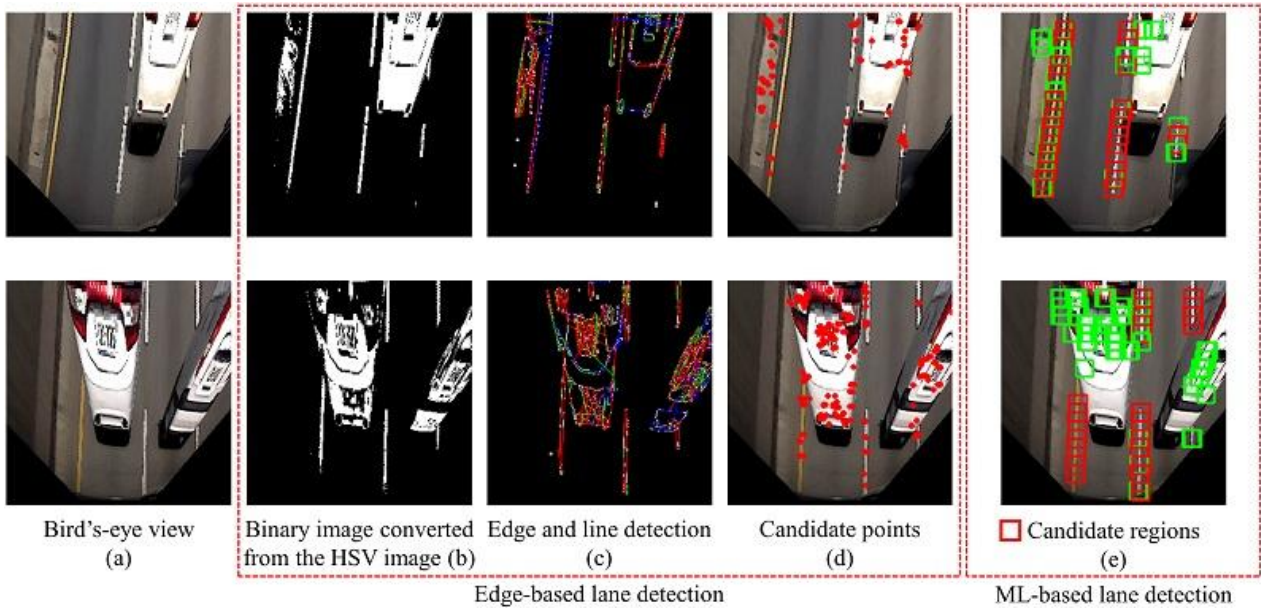 Bird's-eye view
(a)
Binary image converted
from the HSV image (b)
Edge and line detection
(c)
Candidate points
(d)
Candidate regions
(e)
Edge-based lane detection
ML-based lane detection